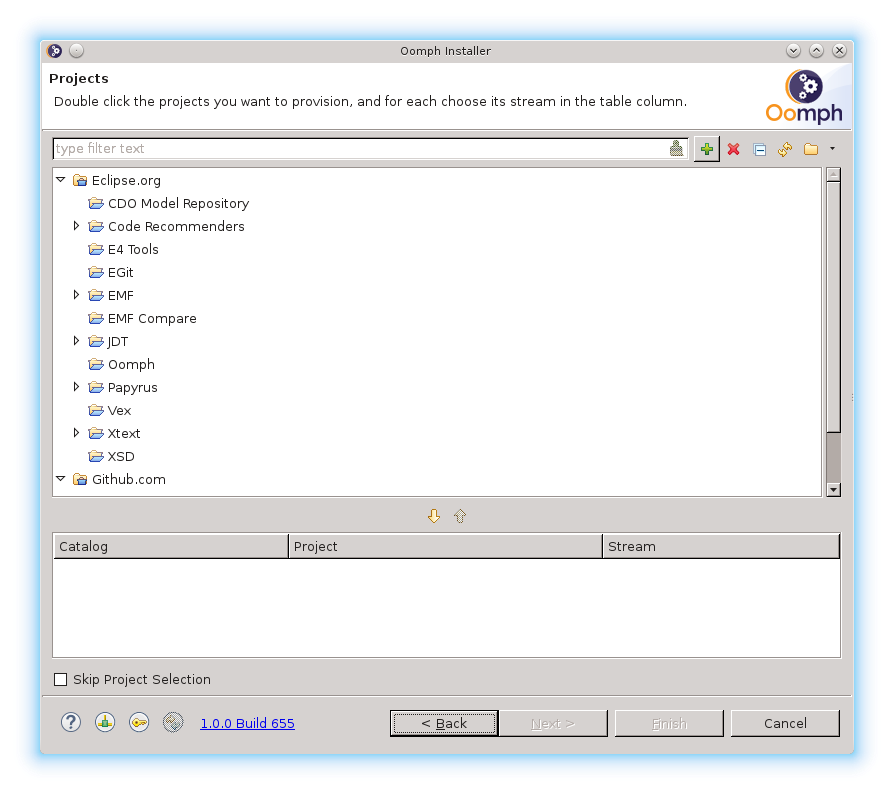 Oomph Installer
Projects
Double click the projects you want to provision, and for each choose its stream in the table column.
Oomph
type filter text
Eclipse.org
CDO Model Repository
Code Recommenders
E4 Tools
EGit
EMF
EMF Compare
JDT
Oomph
Papyrus
Vex
Xtext
XSD
Github.com
Catalog Project Stream
Skip Project Selection
? 1.0.0 Build 655 < Back Next > Finish Cancel